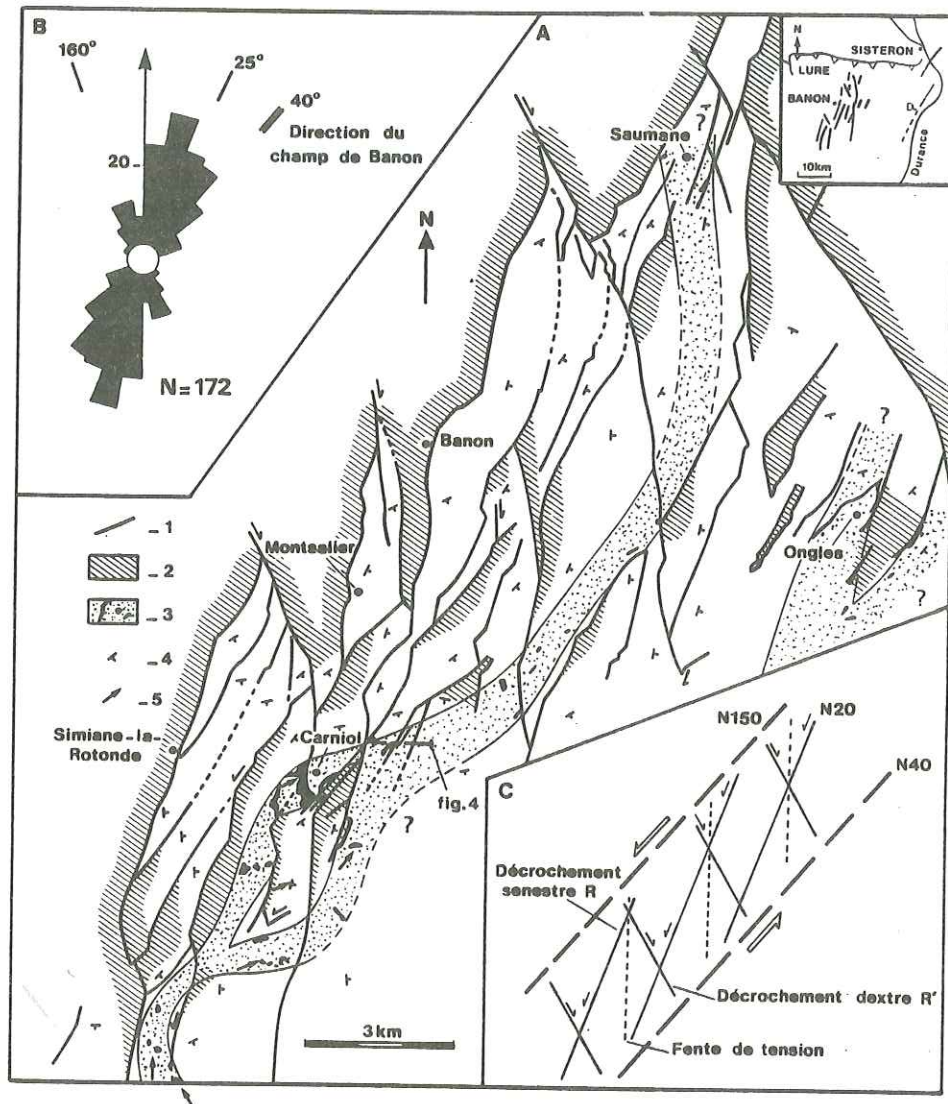 B
160°
25°
40°
Direction du
champ de Banon
20
N=172
A
N
SISTERON
LURE
BANON
D
Durance
10km
N
?
Saumane
Banon
Montsalier
?
Ongles
?
1
2
3
4
5
Simiane-la-
Rotonde
Carniol
fig.4
?
3km
C
N150
N20
N40
Décrochement
senestre R
Décrochement dextre R'
Fente de tension